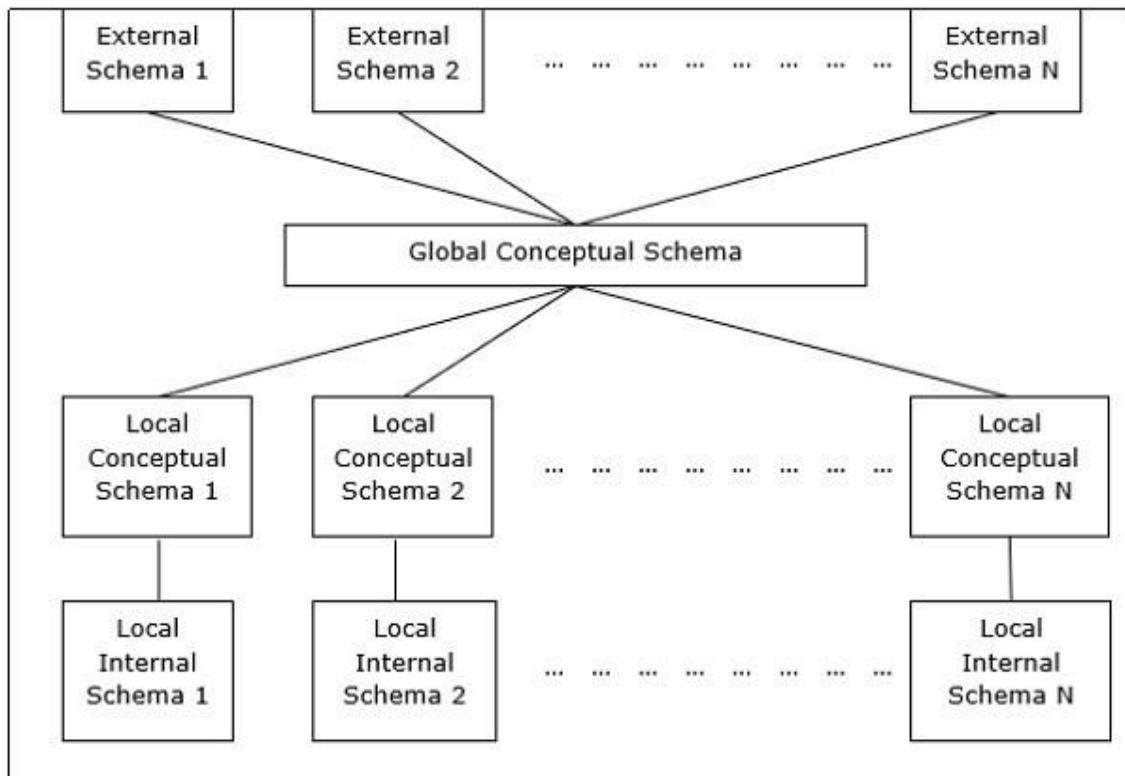 External
Schema 1
External
Schema 2
... ... ... ... ... ... ... ...
External
Schema N
Global Conceptual Schema
Local
Conceptual
Schema 1
Local
Conceptual
Schema 2
... ... ... ... ... ... ... ...
Local
Conceptual
Schema N
Local
Internal
Schema 1
Local
Internal
Schema 2
... ... ... ... ... ... ... ...
Local
Internal
Schema N